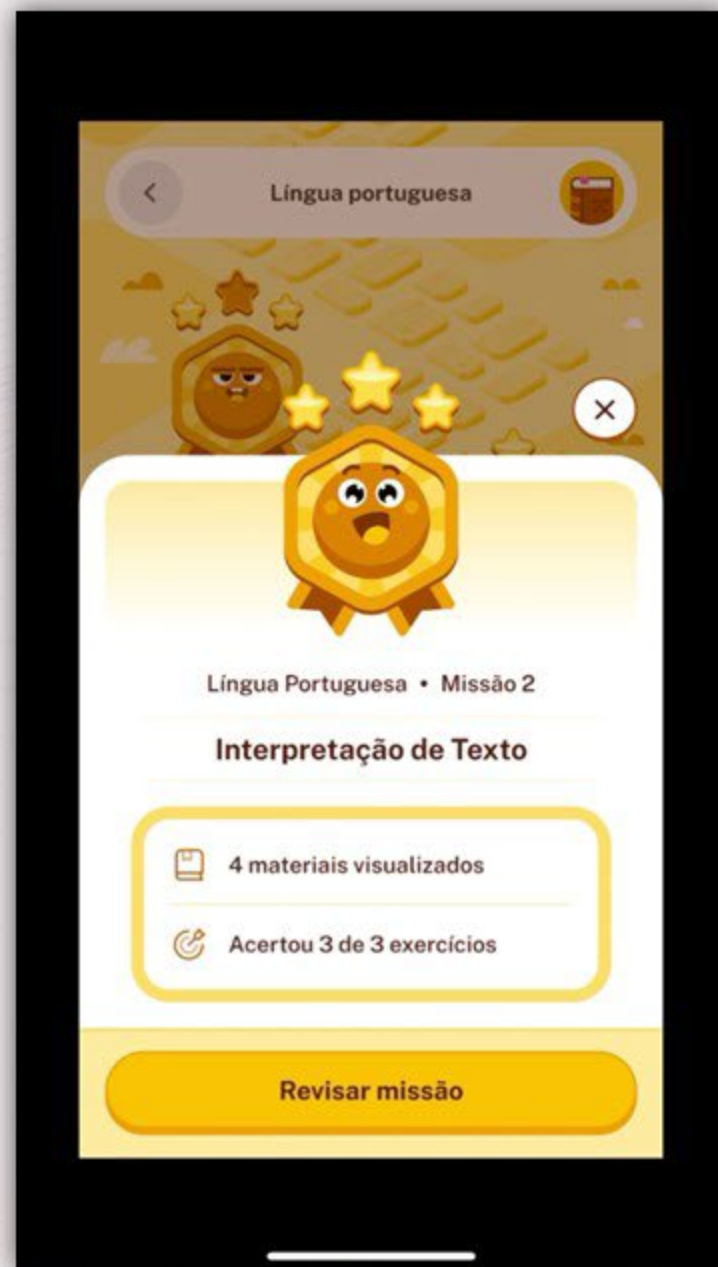 Língua portuguesa
Língua Portuguesa • Missão 2
Interpretação de Texto
4 materiais visualizados
Acertou 3 de 3 exercícios
Revisar missão